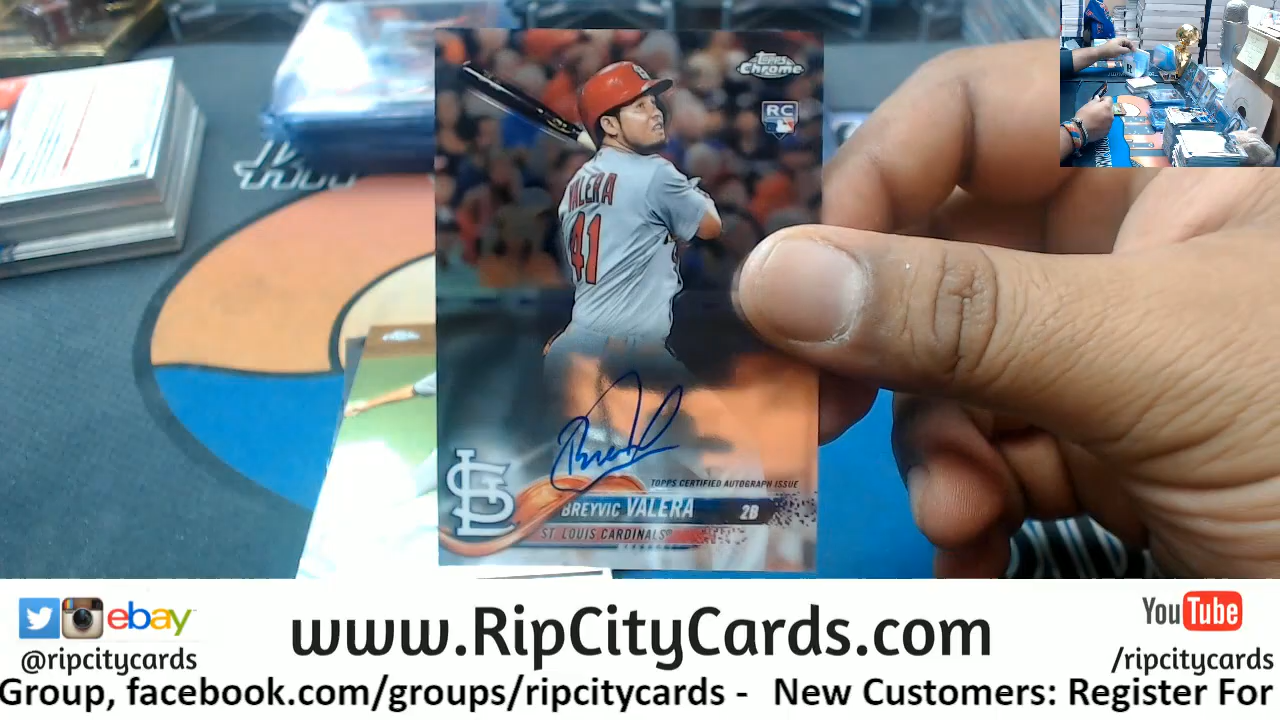 Topps
Chrome
RC
VALERA
41
TOPPS CERTIFIED AUTOGRAPH ISSUE
BREYVIC VALERA 2B
ST. LOUIS CARDINALS
ebay
@ripcitycards
www.RipCityCards.com
YouTube
/ripcitycards
Group, facebook.com/groups/ripcitycards - New Customers: Register For